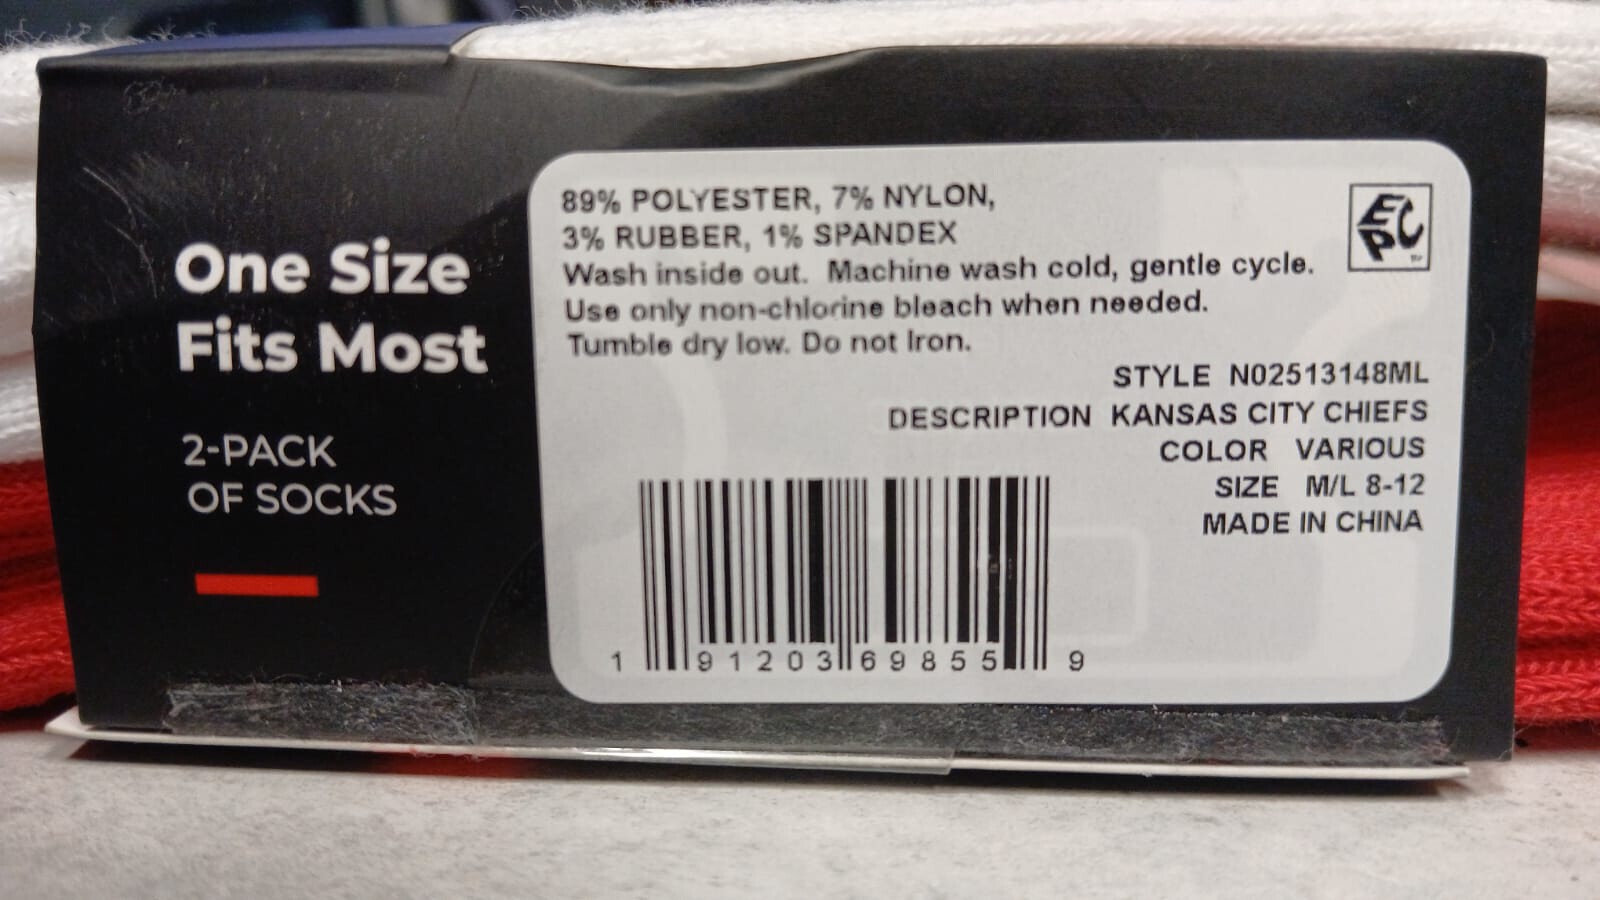 One Size
Fits Most
2-PACK
OF SOCKS
89% POLYESTER, 7% NYLON,
3% RUBBER, 1% SPANDEX
Wash inside out. Machine wash cold, gentle cycle.
Use only non-chlorine bleach when needed.
Tumble dry low. Do not Iron.
EPC
TM
STYLE N02513148ML
DESCRIPTION KANSAS CITY CHIEFS
COLOR VARIOUS
SIZE M/L 8-12
MADE IN CHINA
1 91203 69855 9